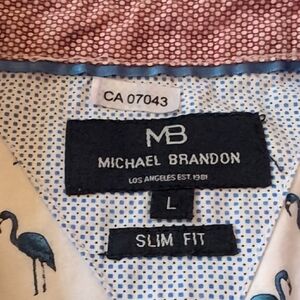 CA 07043
MB
MICHAEL BRANDON
LOS ANGELES EST. 1981
L
SLIM FIT